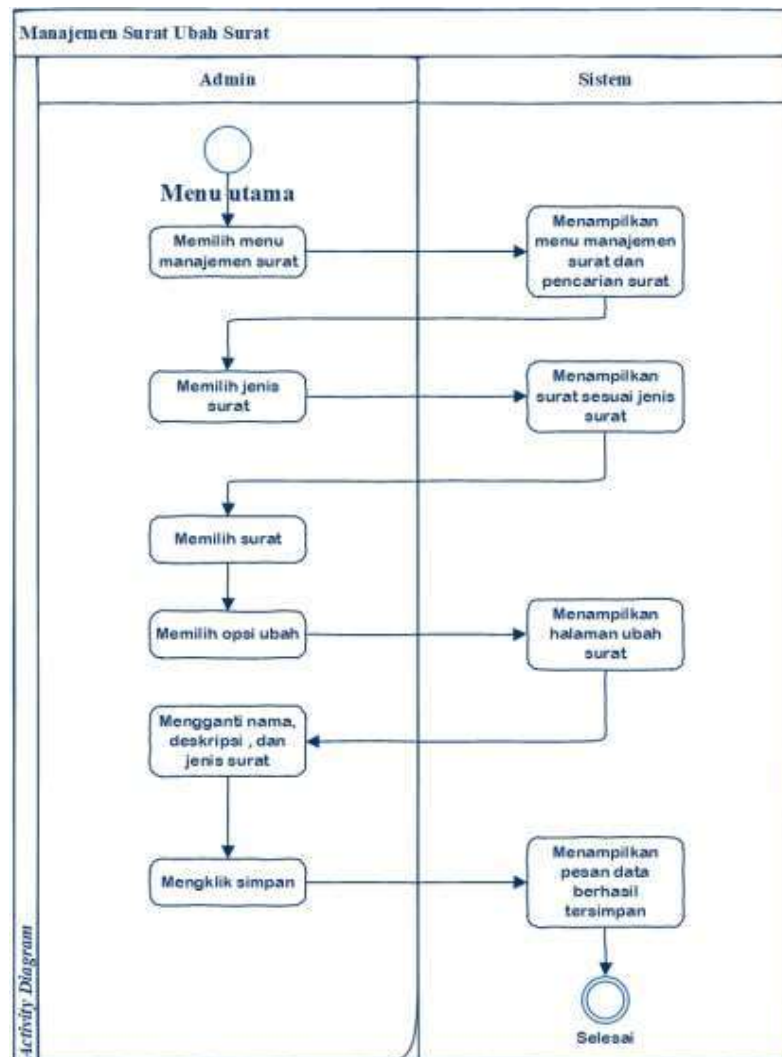 Manajemen Surat Ubah Surat
Admin
Sistem
Menu utama
Memilih menu
manajemen surat
Menampilkan
menu manajemen
surat dan
pencarian surat
Memilih jenis
surat
Menampilkan
surat sesuai jenis
surat
Memilih surat
Memilih opsi ubah
Menampilkan
halaman ubah
surat
Mengganti nama,
deskripsi , dan
jenis surat
Mengklik simpan
Menampilkan
pesan data
berhasil
tersimpan
Selesai
Activity Diagram